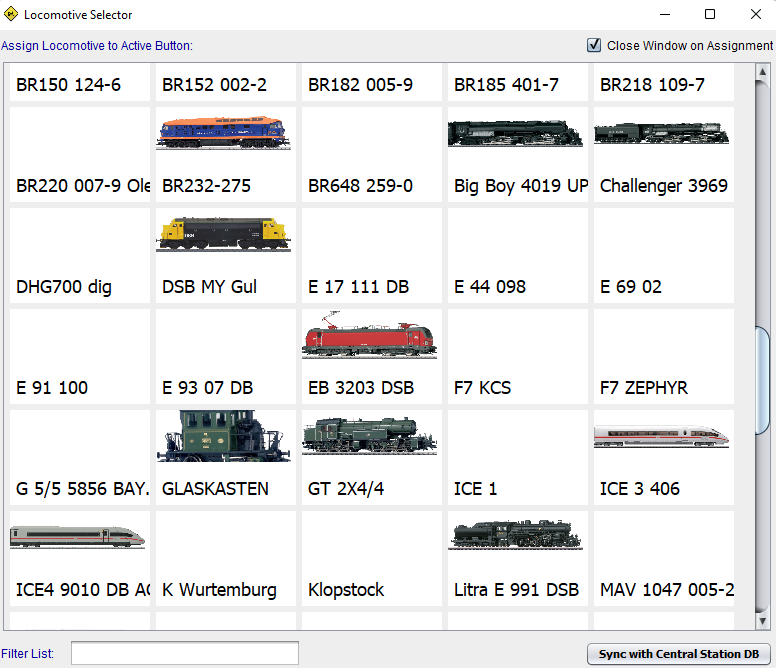 Locomotive Selector
Assign Locomotive to Active Button:
Close Window on Assignment
BR150 124-6
BR152 002-2
BR182 005-9
BR185 401-7
BR218 109-7
BR220 007-9 Ole
BR232-275
BR648 259-0
Big Boy 4019 UP
Challenger 3969
DHG700 dig
DSB MY Gul
E 17 111 DB
E 44 098
E 69 02
E 91 100
E 93 07 DB
EB 3203 DSB
F7 KCS
F7 ZEPHYR
G 5/5 5856 BAY.
GLASKASTEN
GT 2X4/4
ICE 1
ICE 3 406
ICE4 9010 DB AG
K Wurtemburg
Klopstock
Litra E 991 DSB
MAV 1047 005-2
Filter List:
Sync with Central Station DB